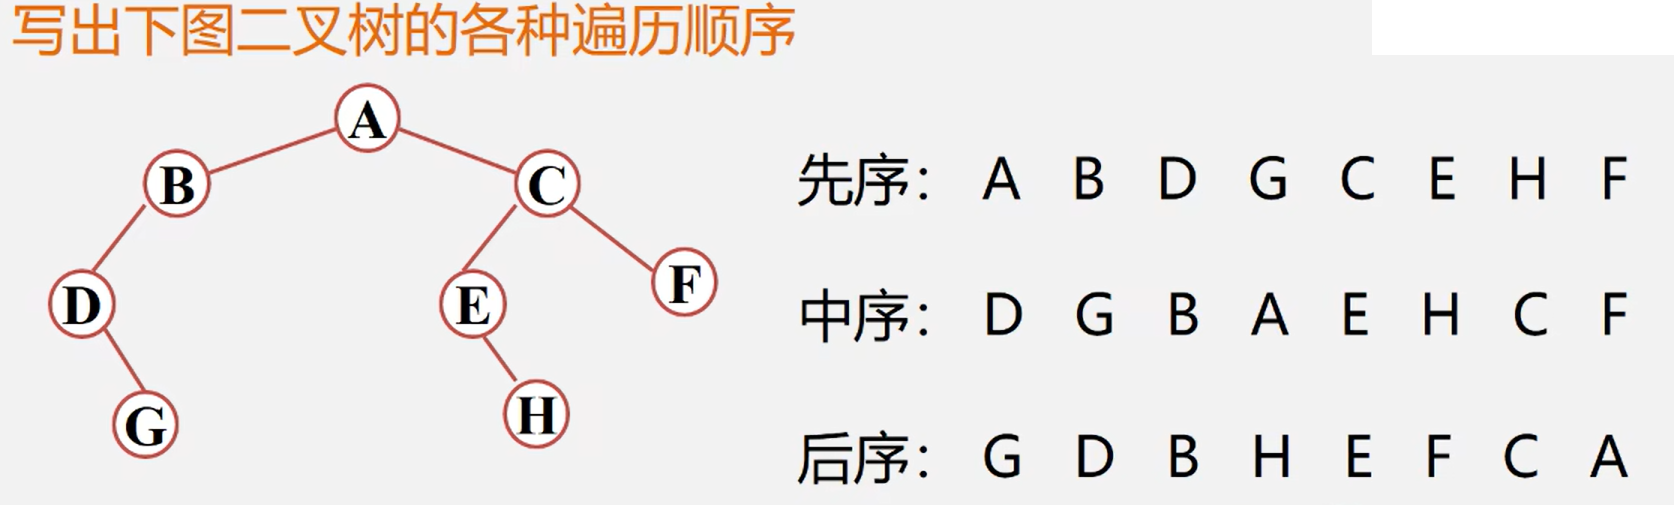 写出下图二叉树的各种遍历顺序
A
B
C
D
E
F
G
H
先序： A B D G C E H F
中序： D G B A E H C F
后序： G D B H E F C A